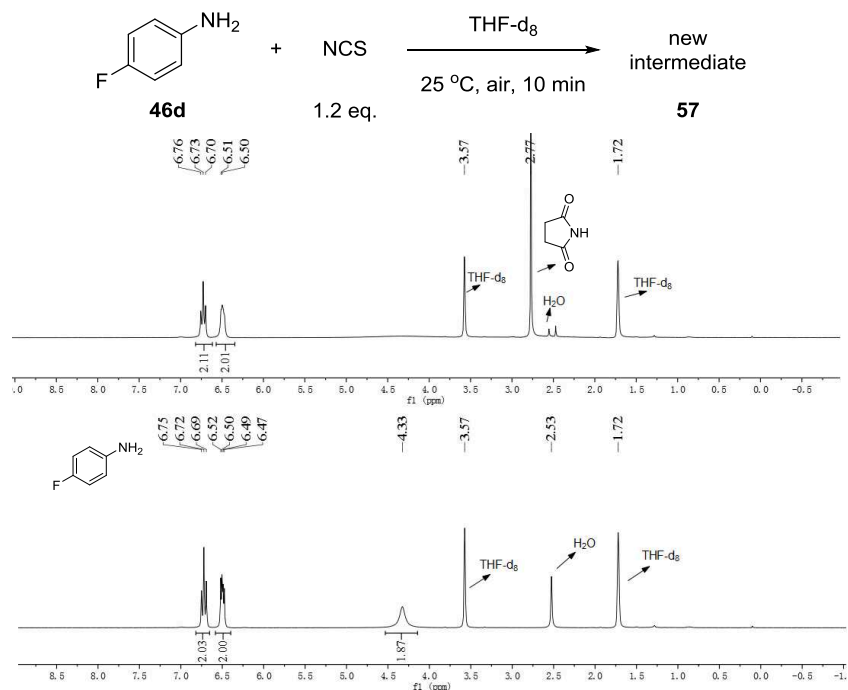 NH₂
F
46d
+
NCS
1.2 eq.
THF-d₈
25 °C, air, 10 min
new
intermediate
57
6.76
6.73
6.70
6.51
6.50
3.57
2.77
1.72
O
NH
O
THF-d₈
H₂O
THF-d₈
2.11
2.01
.0 8.5 8.0 7.5 7.0 6.5 6.0 5.5 5.0 4.5 4.0 3.5 3.0 2.5 2.0 1.5 1.0 0.5 0.0 -0.5
f1 (ppm)
6.75
6.72
6.69
6.52
6.50
6.49
6.47
4.33
3.57
2.53
1.72
NH₂
F
THF-d₈
H₂O
THF-d₈
2.03
2.00
1.87
8.5 8.0 7.5 7.0 6.5 6.0 5.5 5.0 4.5 4.0 3.5 3.0 2.5 2.0 1.5 1.0 0.5 0.0 -0.5 -1.
f1 (ppm)